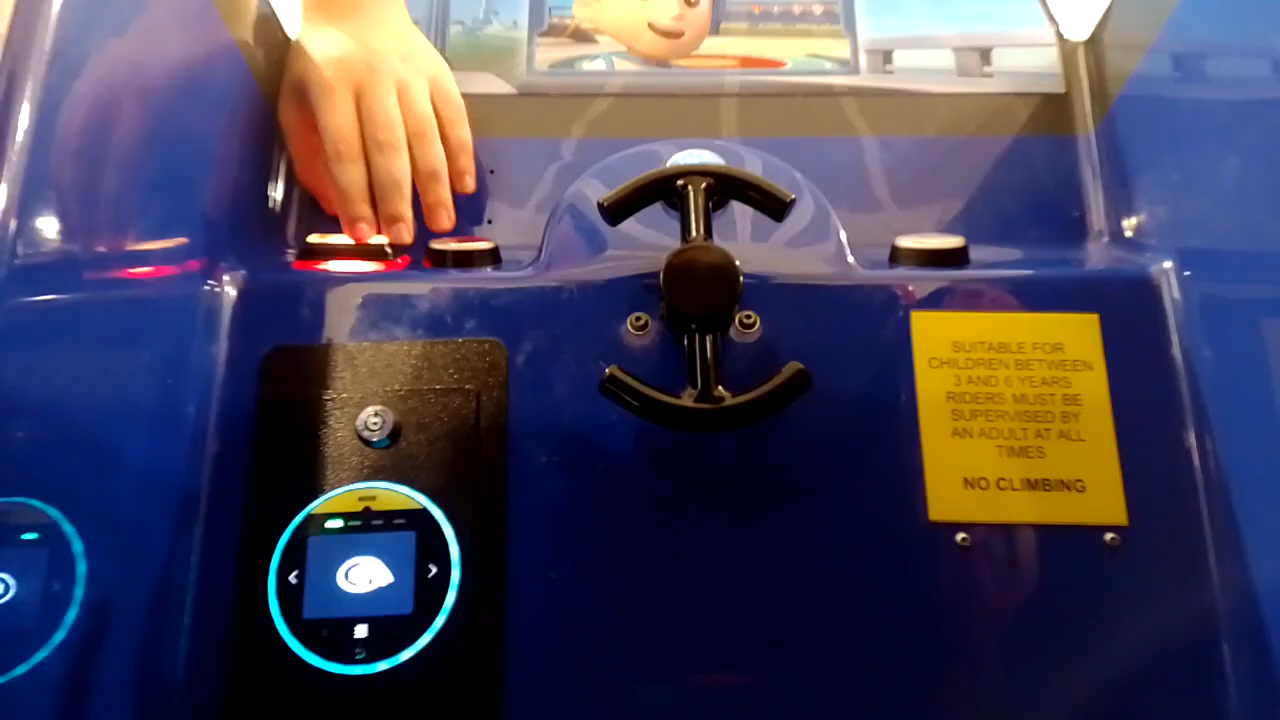 SUITABLE FOR
CHILDREN BETWEEN
3 AND 6 YEARS
RIDERS MUST BE
SUPERVISED BY
AN ADULT AT ALL
TIMES
NO CLIMBING